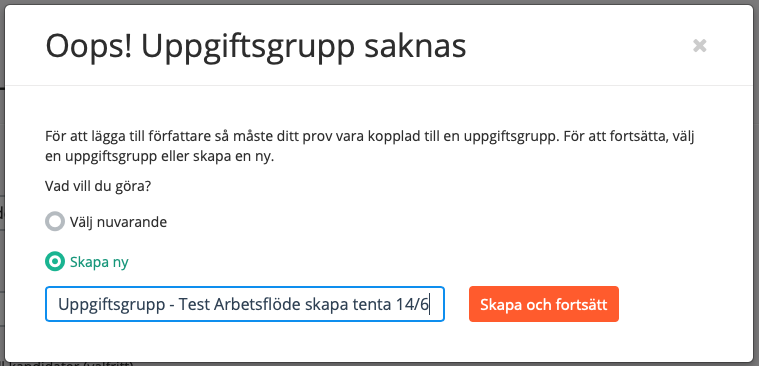 Oops! Uppgiftsgrupp saknas
För att lägga till författare så måste ditt prov vara kopplad till en uppgiftsgrupp. För att fortsätta, välj
en uppgiftsgrupp eller skapa en ny.
Vad vill du göra?
Välj nuvarande
Skapa ny
Uppgiftsgrupp - Test Arbetsflöde skapa tenta 14/6
Skapa och fortsätt